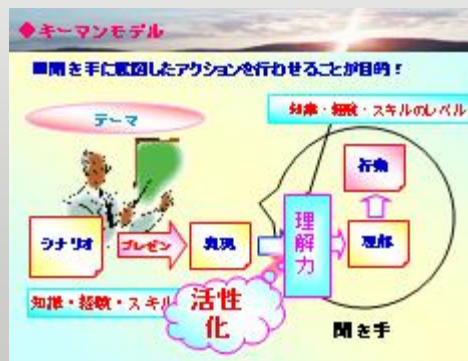 ◆キーマンモデル
■聞き手に意図したアクションを行わせることが目的！
知識・経験・スキルのレベル
テーマ
行動
シナリオ
プレゼン
表現
理解力
理解
知識・経験・スキル
活性化
聞き手